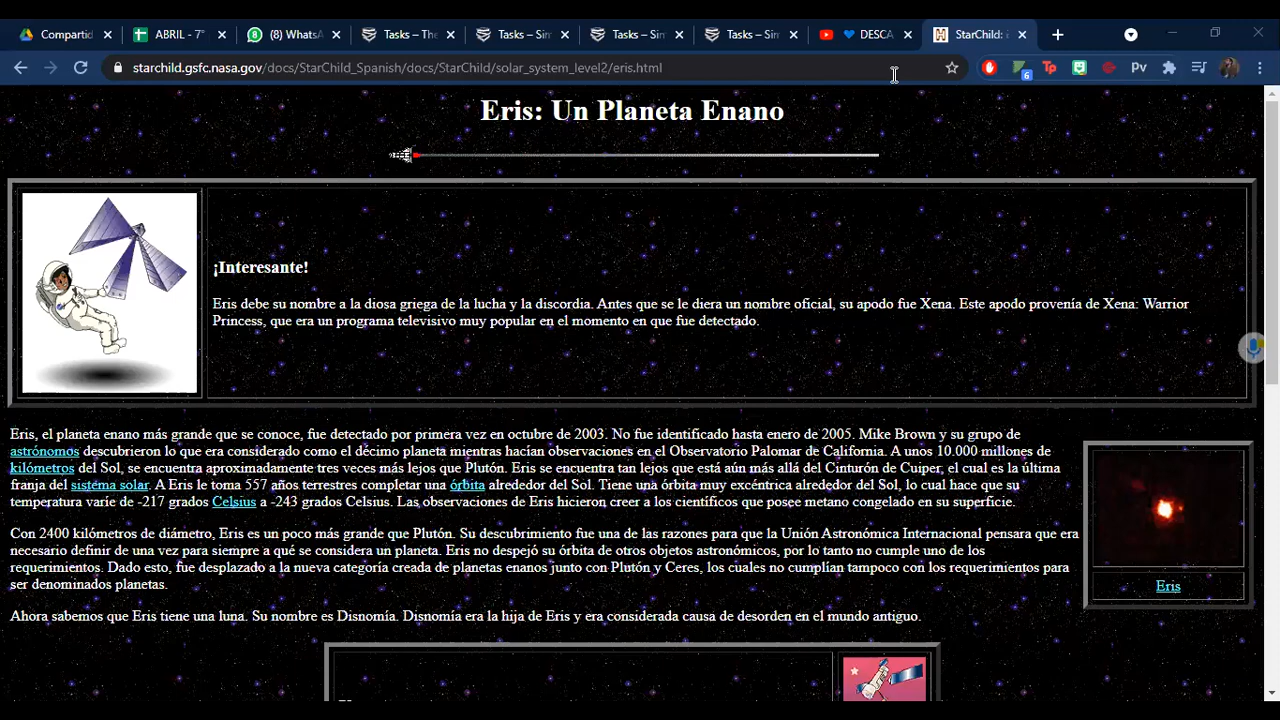 Compartid
ABRIL - 7°
(8) WhatsA
Tasks – The
Tasks – Sim
Tasks – Sim
Tasks – Sim
DESCA
StarChild:
starchild.gsfc.nasa.gov/docs/StarChild_Spanish/docs/StarChild/solar_system_level2/eris.html
6
Tp
Pv
Eris: Un Planeta Enano
¡Interesante!
Eris debe su nombre a la diosa griega de la lucha y la discordia. Antes que se le diera un nombre oficial, su apodo fue Xena. Este apodo provenía de Xena: Warrior
Princess, que era un programa televisivo muy popular en el momento en que fue detectado.
Eris, el planeta enano más grande que se conoce, fue detectado por primera vez en octubre de 2003. No fue identificado hasta enero de 2005. Mike Brown y su grupo de
astrónomos descubrieron lo que era considerado como el décimo planeta mientras hacían observaciones en el Observatorio Palomar de California. A unos 10.000 millones de
kilómetros del Sol, se encuentra aproximadamente tres veces más lejos que Plutón. Eris se encuentra tan lejos que está aún más allá del Cinturón de Cuiper, el cual es la última
franja del sistema solar. A Eris le toma 557 años terrestres completar una órbita alrededor del Sol. Tiene una órbita muy excéntrica alrededor del Sol, lo cual hace que su
temperatura varíe de -217 grados Celsius a -243 grados Celsius. Las observaciones de Eris hicieron creer a los científicos que posee metano congelado en su superficie.
Con 2400 kilómetros de diámetro, Eris es un poco más grande que Plutón. Su descubrimiento fue una de las razones para que la Unión Astronómica Internacional pensara que era
necesario definir de una vez para siempre a qué se considera un planeta. Eris no despejó su órbita de otros objetos astronómicos, por lo tanto no cumple uno de los
requerimientos. Dado esto, fue desplazado a la nueva categoría creada de planetas enanos junto con Plutón y Ceres, los cuales no cumplían tampoco con los requerimientos para
ser denominados planetas.
Eris
Ahora sabemos que Eris tiene una luna. Su nombre es Disnomía. Disnomía era la hija de Eris y era considerada causa de desorden en el mundo antiguo.